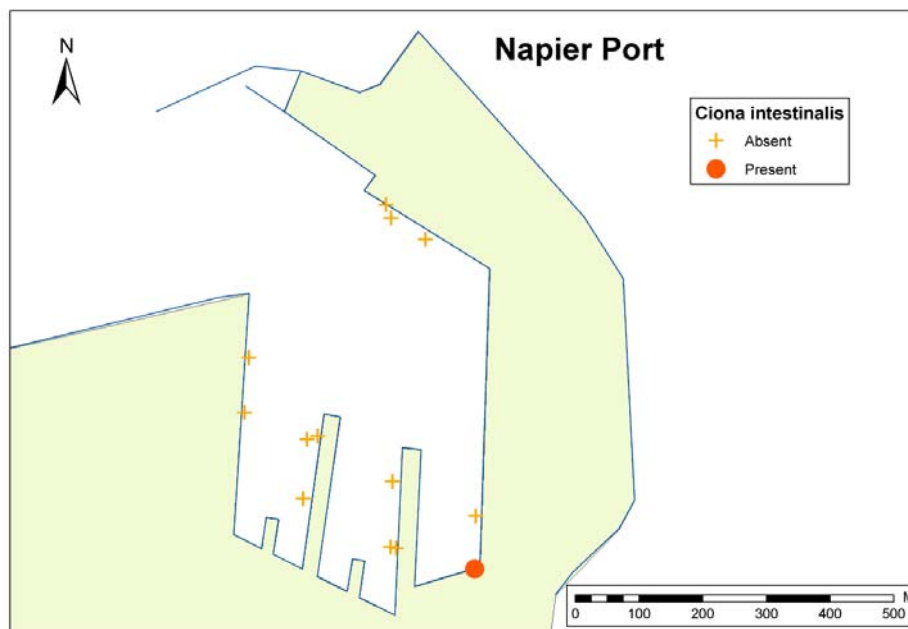 Napier Port
N
Ciona intestinalis
Absent
Present
M
0 100 200 300 400 500